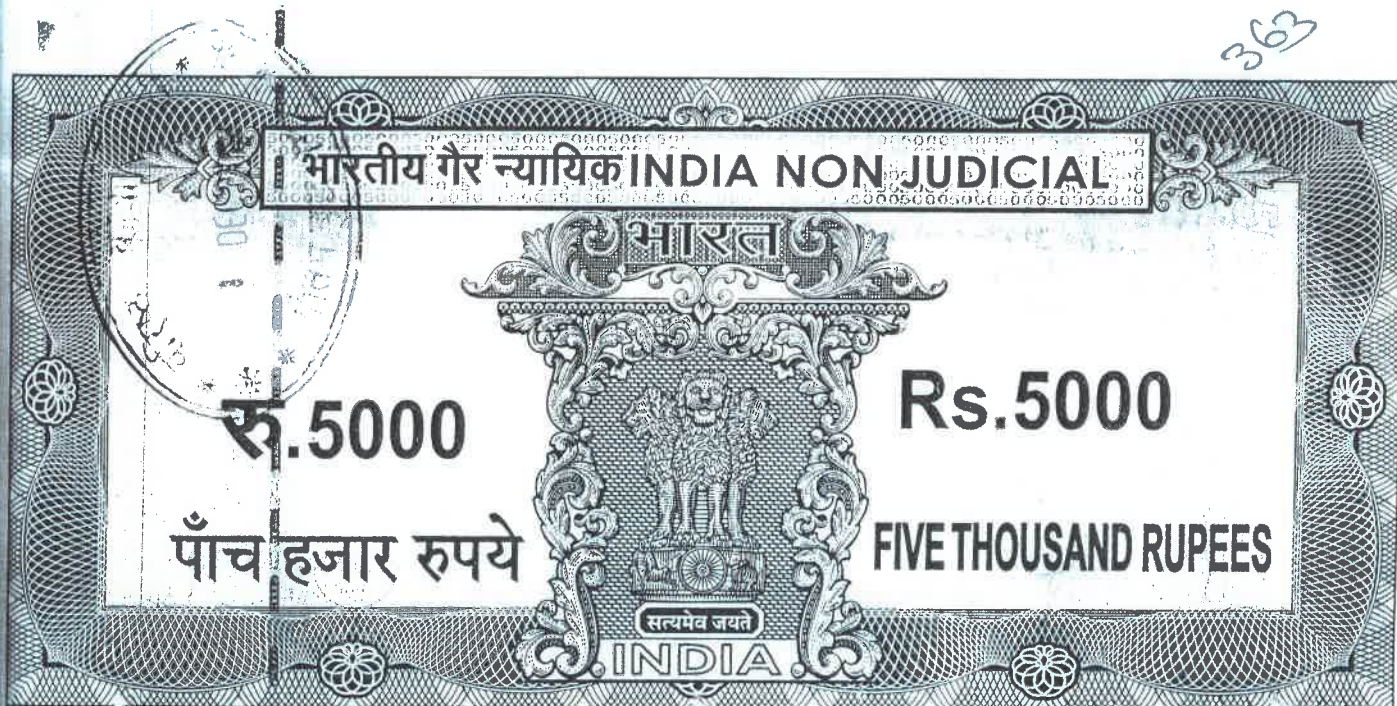 363
भारतीय गैर न्यायिक INDIA NON JUDICIAL
भारत
रु.5000
Rs.5000
पाँच हजार रुपये
FIVE THOUSAND RUPEES
सत्यमेव जयते
INDIA